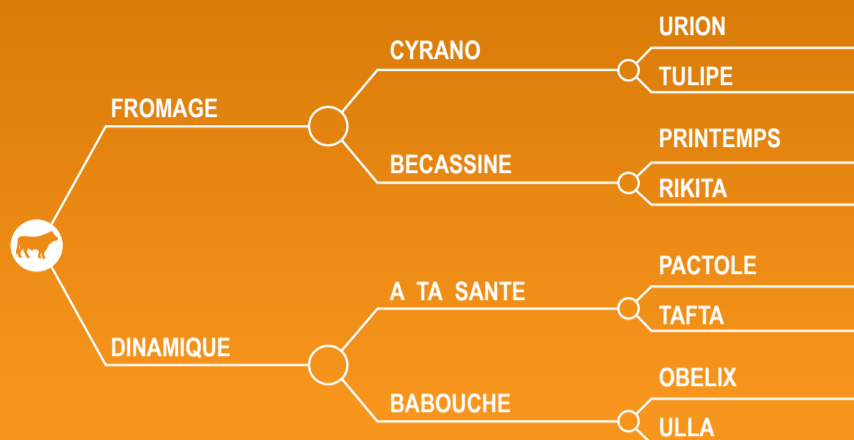 URION
CYRANO
TULIPE
FROMAGE
PRINTEMPS
BECASSINE
RIKITA
PACTOLE
A TA SANTE
TAFTA
DINAMIQUE
OBELIX
BABOUCHE
ULLA